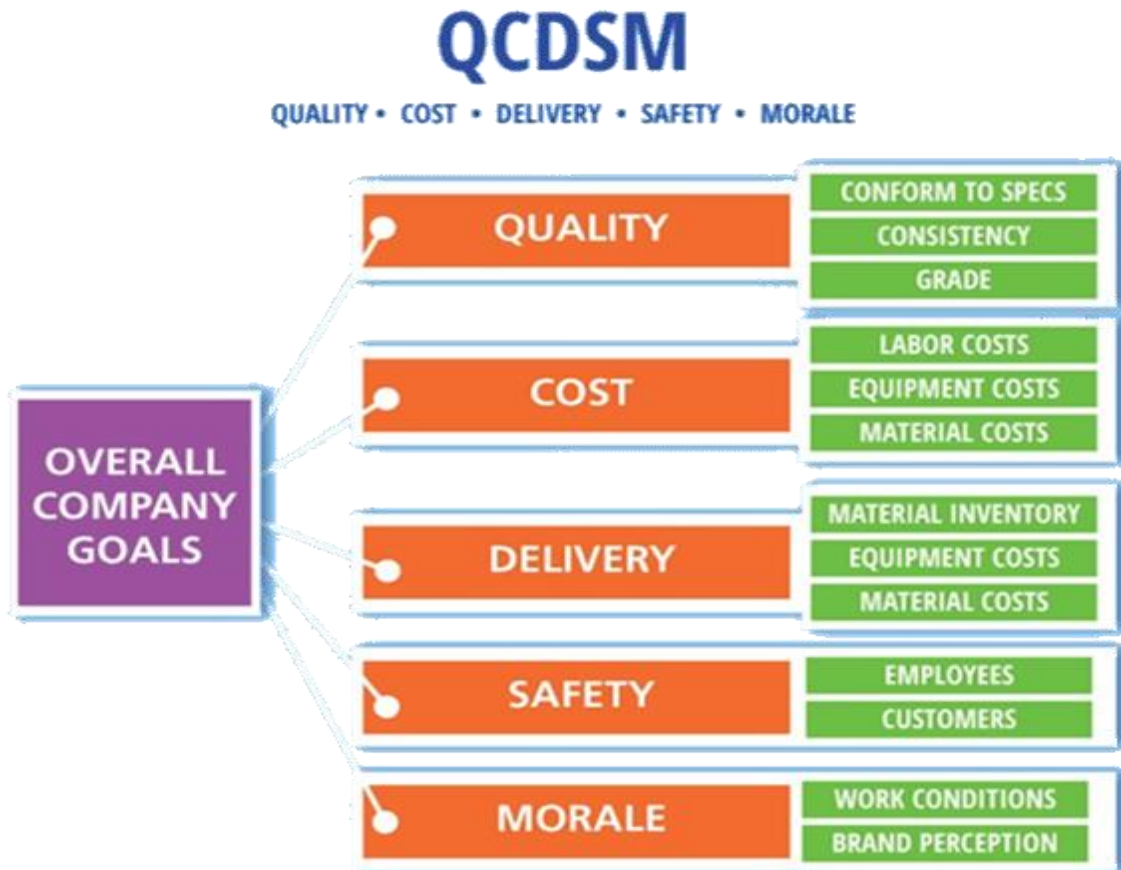 QCDSM
QUALITY • COST • DELIVERY • SAFETY • MORALE
OVERALL
COMPANY
GOALS
QUALITY
CONFORM TO SPECS
CONSISTENCY
GRADE
COST
LABOR COSTS
EQUIPMENT COSTS
MATERIAL COSTS
DELIVERY
MATERIAL INVENTORY
EQUIPMENT COSTS
MATERIAL COSTS
SAFETY
EMPLOYEES
CUSTOMERS
MORALE
WORK CONDITIONS
BRAND PERCEPTION